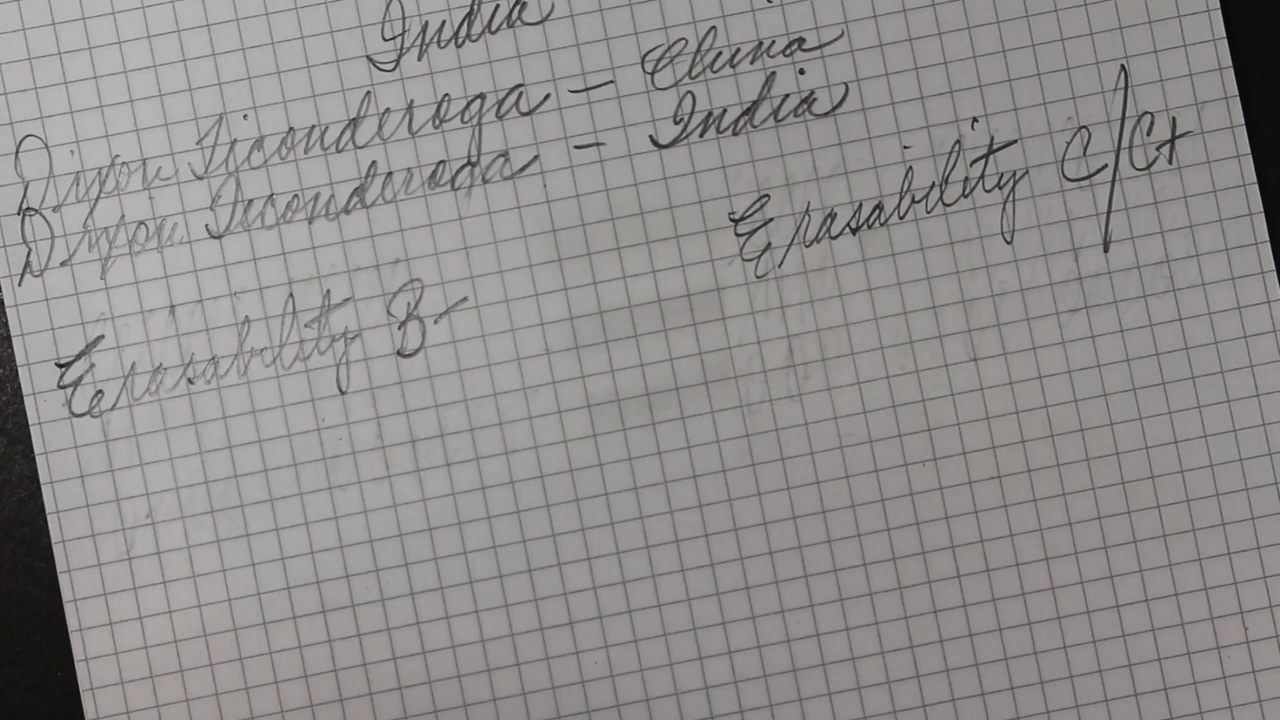 India
Dixon Ticonderoga - China
Dixon Ticonderoga - India
Erasability C/C+
Erasability B-